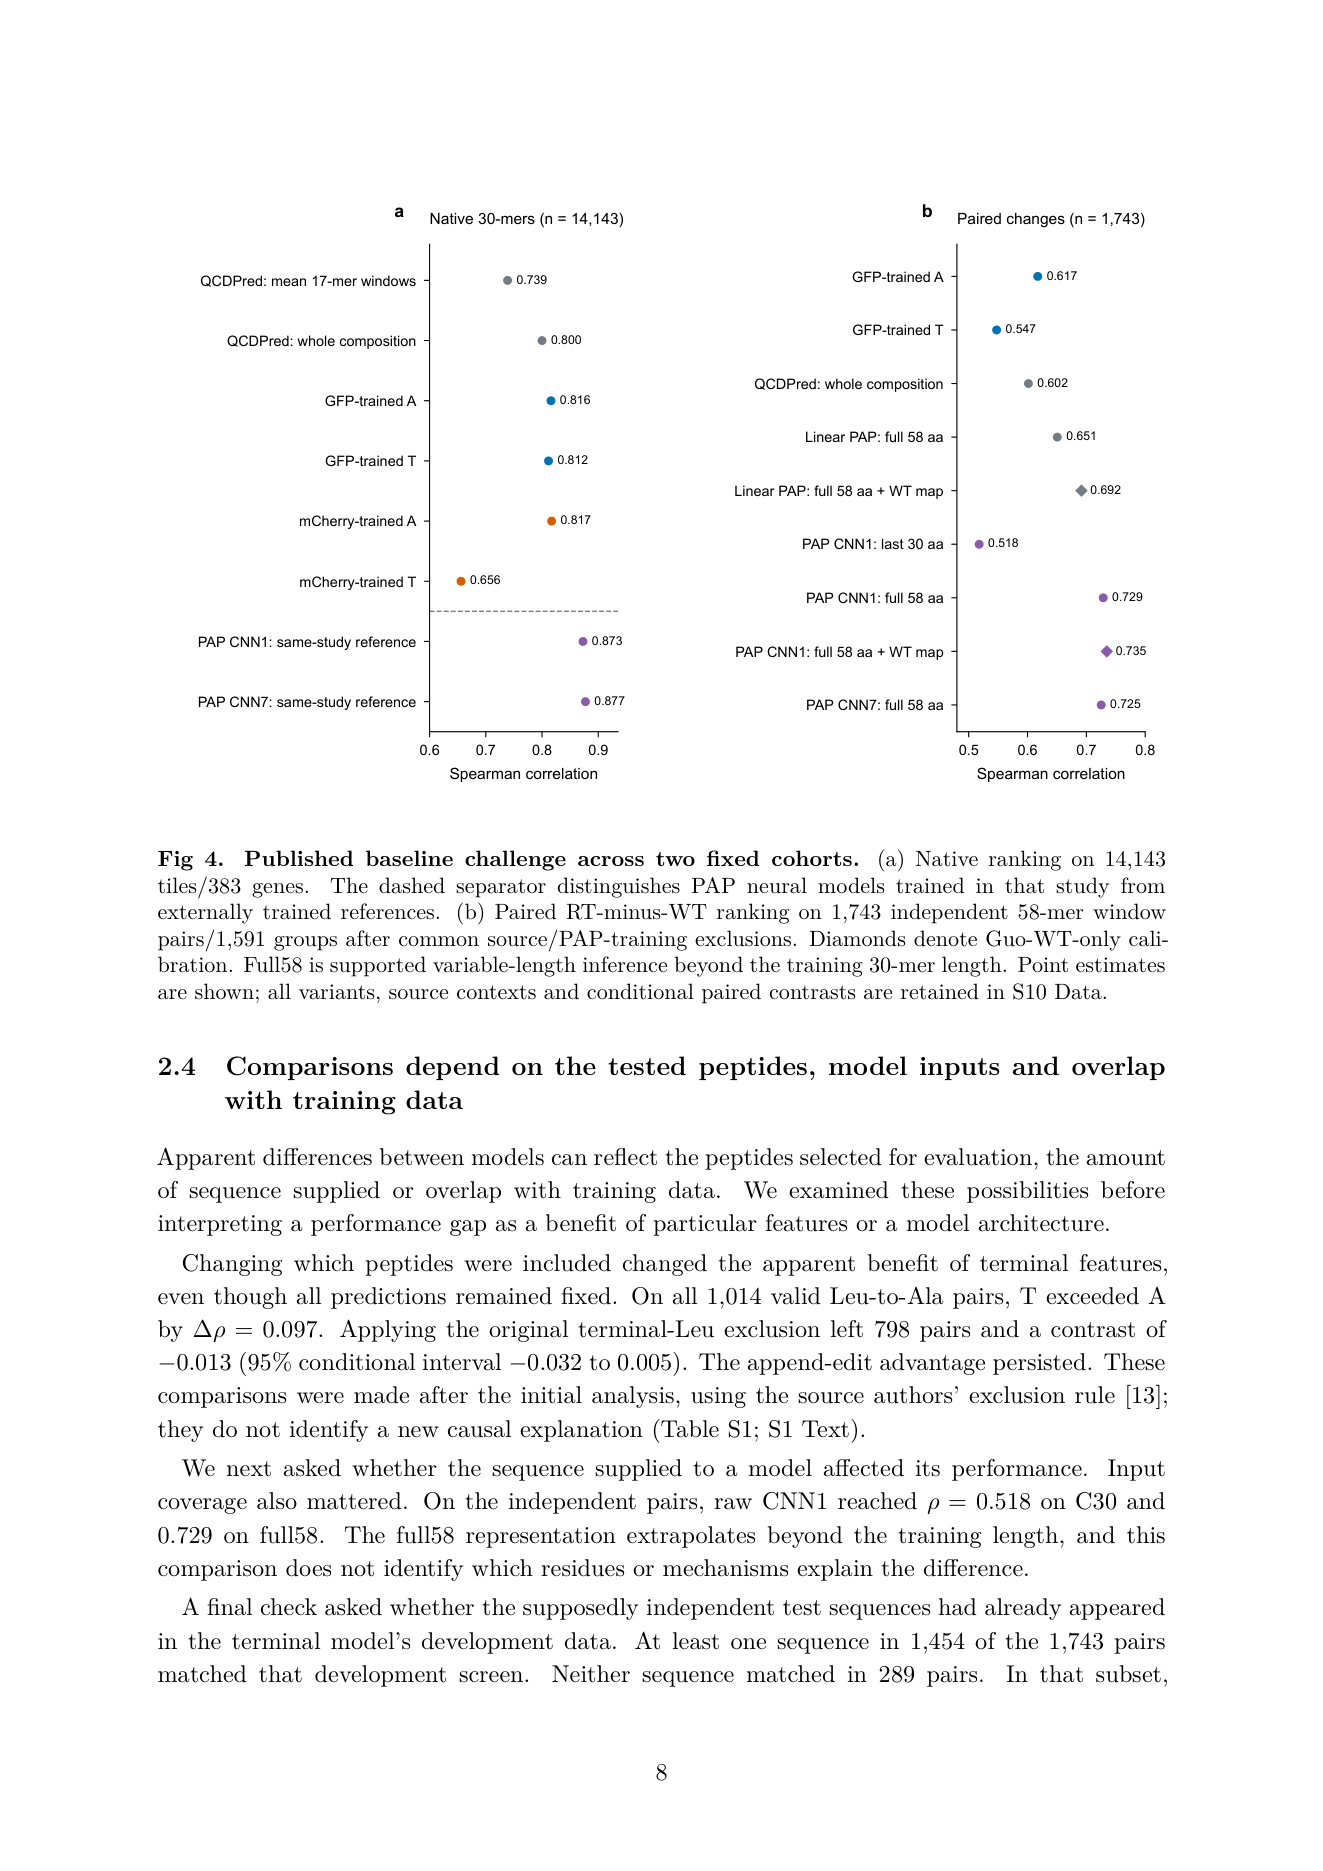 a Native 30-mers (n = 14,143)
QCDPred: mean 17-mer windows 0.739
QCDPred: whole composition 0.800
GFP-trained A 0.816
GFP-trained T 0.812
mCherry-trained A 0.817
mCherry-trained T 0.656
PAP CNN1: same-study reference 0.873
PAP CNN7: same-study reference 0.877
0.6 0.7 0.8 0.9
Spearman correlation
b Paired changes (n = 1,743)
GFP-trained A 0.617
GFP-trained T 0.547
QCDPred: whole composition 0.602
Linear PAP: full 58 aa 0.651
Linear PAP: full 58 aa + WT map 0.692
PAP CNN1: last 30 aa 0.518
PAP CNN1: full 58 aa 0.729
PAP CNN1: full 58 aa + WT map 0.735
PAP CNN7: full 58 aa 0.725
0.5 0.6 0.7 0.8
Spearman correlation
Fig 4. Published baseline challenge across two fixed cohorts. (a) Native ranking on 14,143
tiles/383 genes. The dashed separator distinguishes PAP neural models trained in that study from
externally trained references. (b) Paired RT-minus-WT ranking on 1,743 independent 58-mer window
pairs/1,591 groups after common source/PAP-training exclusions. Diamonds denote Guo-WT-only cali-
bration. Full58 is supported variable-length inference beyond the training 30-mer length. Point estimates
are shown; all variants, source contexts and conditional paired contrasts are retained in S10 Data.
2.4 Comparisons depend on the tested peptides, model inputs and overlap
with training data
Apparent differences between models can reflect the peptides selected for evaluation, the amount
of sequence supplied or overlap with training data. We examined these possibilities before
interpreting a performance gap as a benefit of particular features or a model architecture.
Changing which peptides were included changed the apparent benefit of terminal features,
even though all predictions remained fixed. On all 1,014 valid Leu-to-Ala pairs, T exceeded A
by Δρ = 0.097. Applying the original terminal-Leu exclusion left 798 pairs and a contrast of
−0.013 (95% conditional interval −0.032 to 0.005). The append-edit advantage persisted. These
comparisons were made after the initial analysis, using the source authors’ exclusion rule [13];
they do not identify a new causal explanation (Table S1; S1 Text).
We next asked whether the sequence supplied to a model affected its performance. Input
coverage also mattered. On the independent pairs, raw CNN1 reached ρ = 0.518 on C30 and
0.729 on full58. The full58 representation extrapolates beyond the training length, and this
comparison does not identify which residues or mechanisms explain the difference.
A final check asked whether the supposedly independent test sequences had already appeared
in the terminal model’s development data. At least one sequence in 1,454 of the 1,743 pairs
matched that development screen. Neither sequence matched in 289 pairs. In that subset,
8